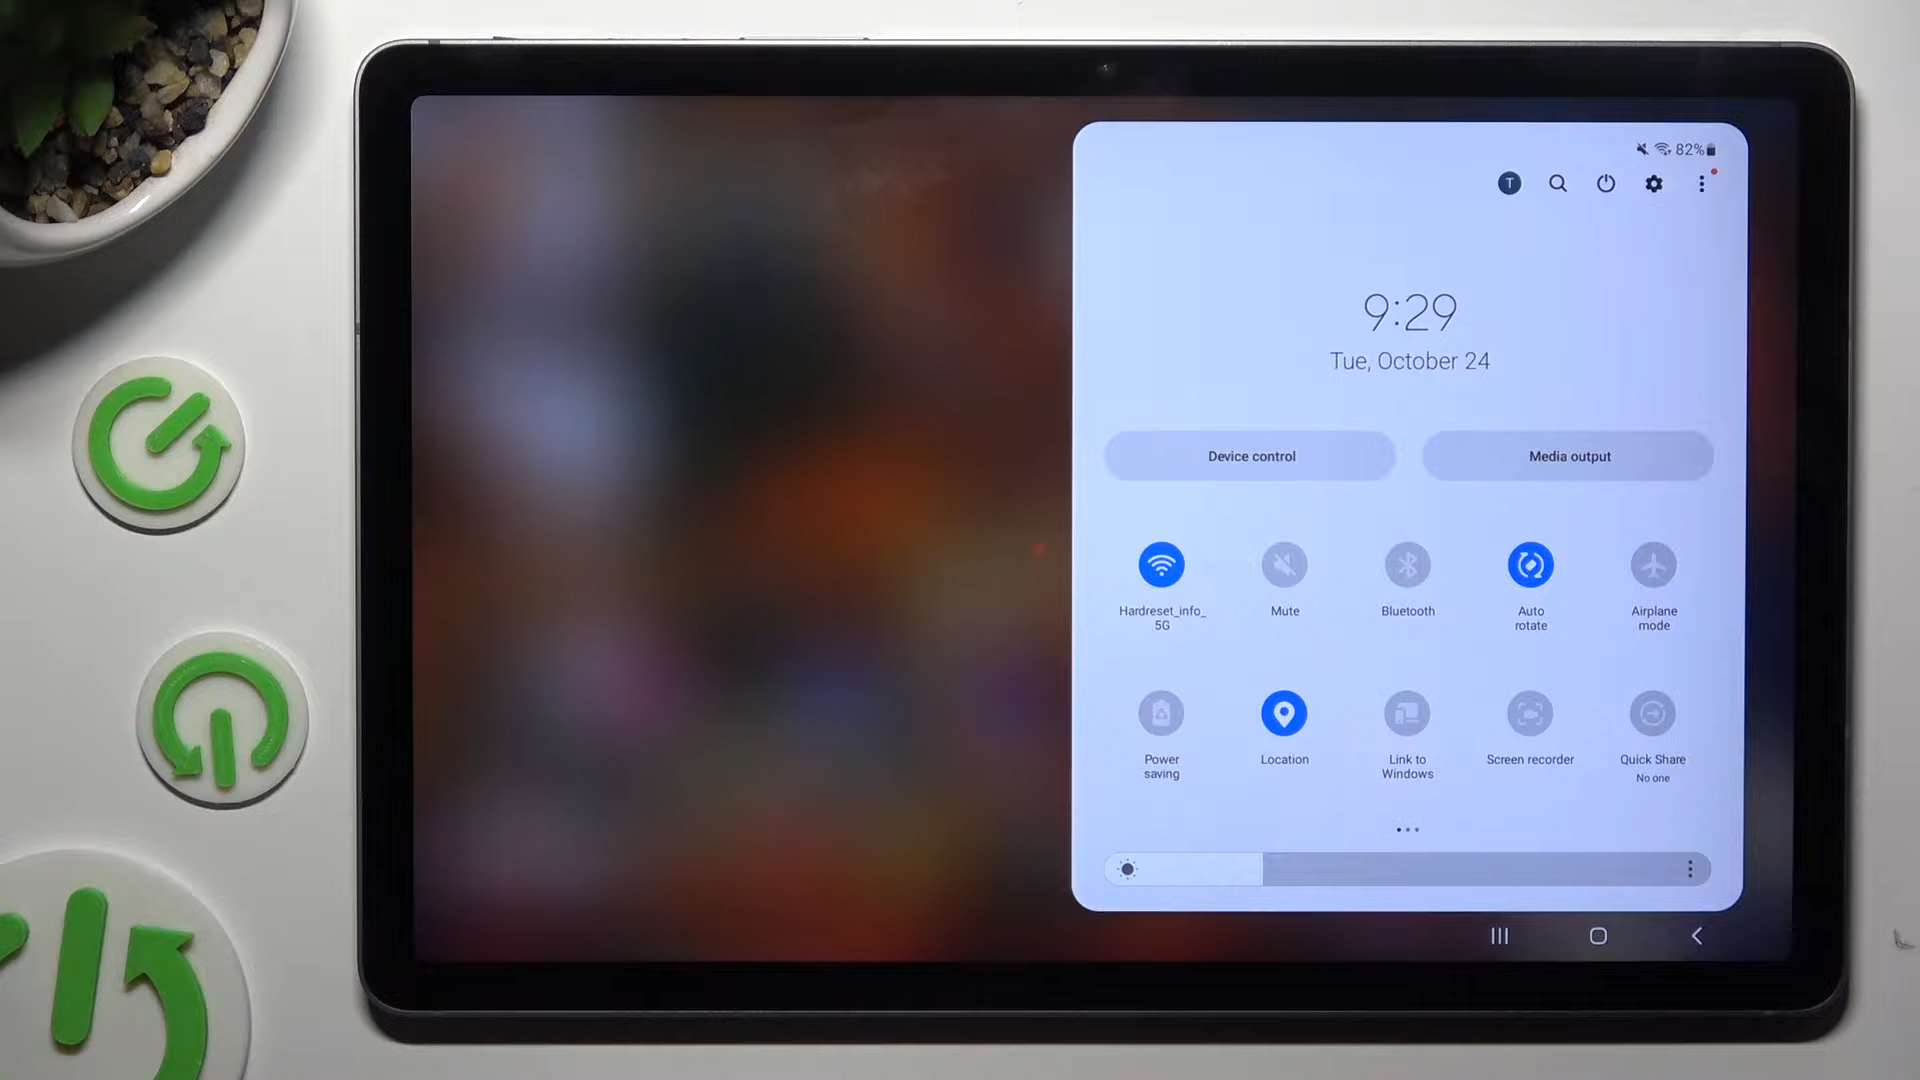 82%
T
9:29
Tue, October 24
Device control
Media output
Hardreset_info_
5G
Mute
Bluetooth
Auto
rotate
Airplane
mode
Power
saving
Location
Link to
Windows
Screen recorder
Quick Share
No one